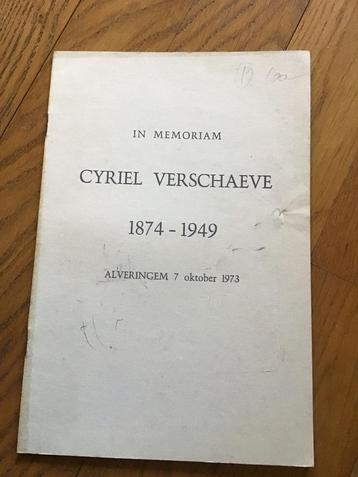 IN MEMORIAM
CYRIEL VERSCHAEVE
1874 - 1949
ALVERINGEM 7 oktober 1973